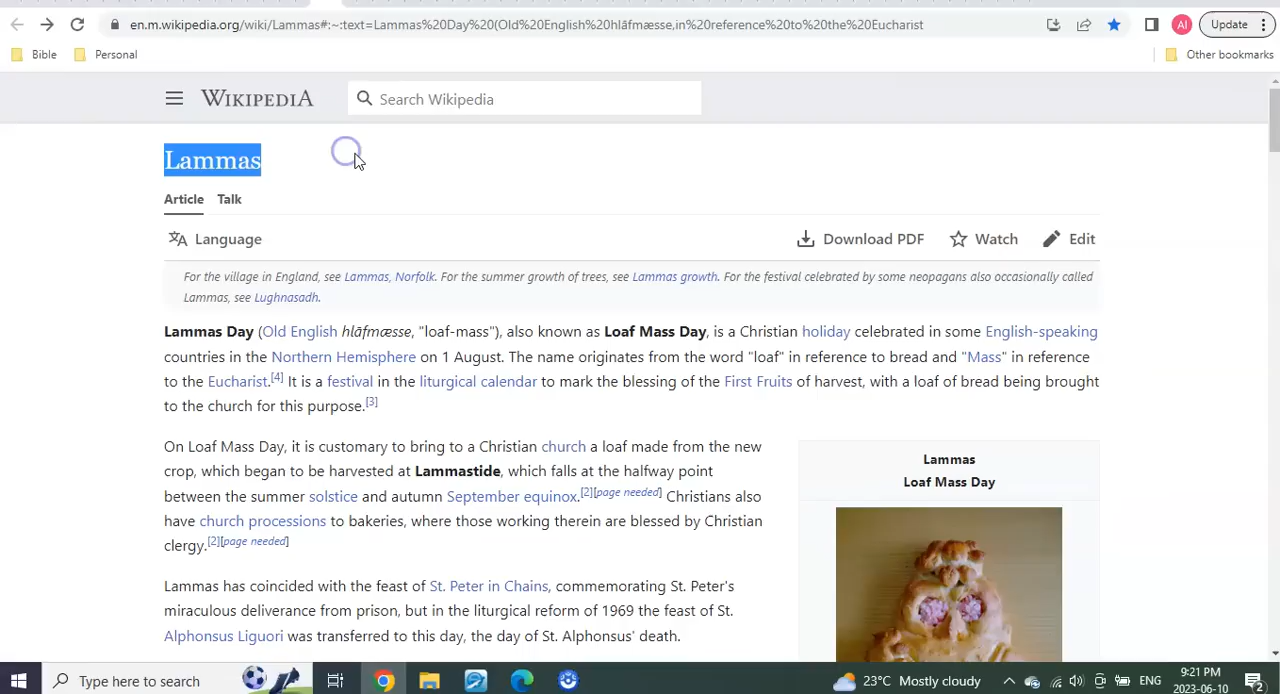 en.m.wikipedia.org/wiki/Lammas#:~:text=Lammas%20Day%20(Old%20English%20hlāfmæsse,in%20reference%20to%20the%20Eucharist
AI
Update
Bible
Personal
Other bookmarks
WIKIPEDIA
Search Wikipedia
Lammas
Article Talk
Language
Download PDF
Watch
Edit
For the village in England, see Lammas, Norfolk. For the summer growth of trees, see Lammas growth. For the festival celebrated by some neopagans also occasionally called
Lammas, see Lughnasadh.
Lammas Day (Old English hlāfmæsse, "loaf-mass"), also known as Loaf Mass Day, is a Christian holiday celebrated in some English-speaking
countries in the Northern Hemisphere on 1 August. The name originates from the word "loaf" in reference to bread and "Mass" in reference
to the Eucharist.[4] It is a festival in the liturgical calendar to mark the blessing of the First Fruits of harvest, with a loaf of bread being brought
to the church for this purpose.[3]
On Loaf Mass Day, it is customary to bring to a Christian church a loaf made from the new
crop, which began to be harvested at Lammastide, which falls at the halfway point
between the summer solstice and autumn September equinox.[2][page needed] Christians also
have church processions to bakeries, where those working therein are blessed by Christian
clergy.[2][page needed]
Lammas has coincided with the feast of St. Peter in Chains, commemorating St. Peter's
miraculous deliverance from prison, but in the liturgical reform of 1969 the feast of St.
Alphonsus Liguori was transferred to this day, the day of St. Alphonsus' death.
Lammas
Loaf Mass Day
Type here to search
23°C Mostly cloudy
ENG
9:21 PM
2023-06-10
2